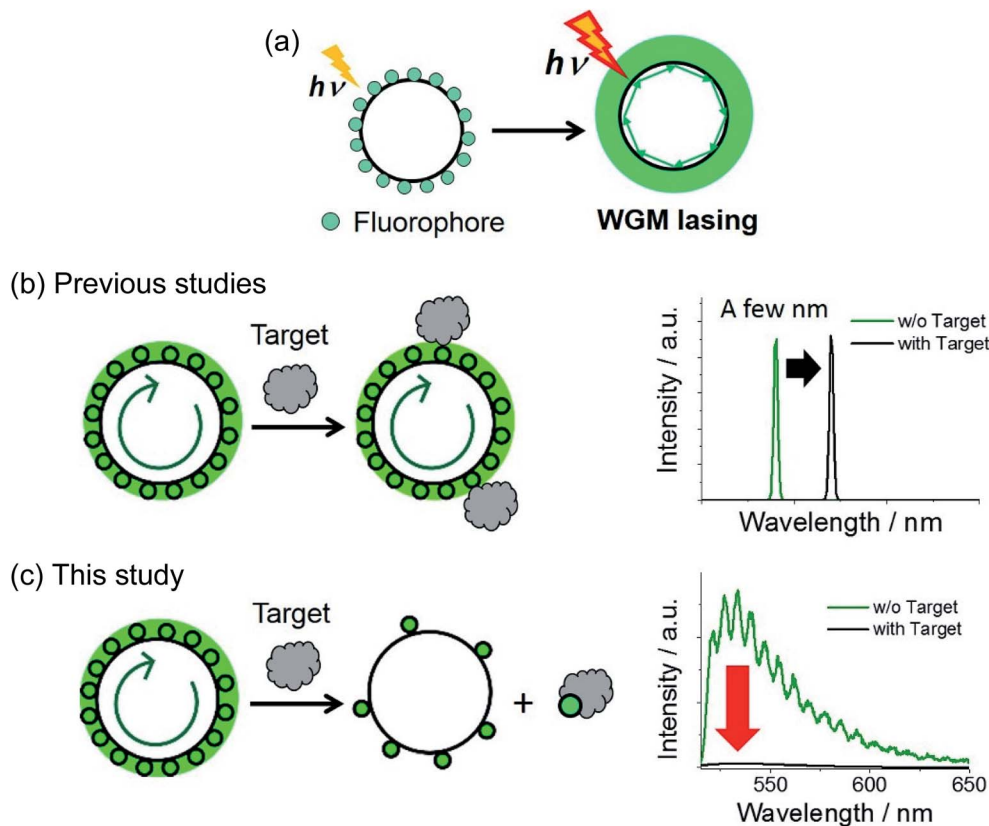 (a)
hν
hν
Fluorophore
WGM lasing
(b) Previous studies
Target
A few nm
w/o Target
with Target
Intensity / a.u.
Wavelength / nm
(c) This study
Target
+
w/o Target
with Target
Intensity / a.u.
550
600
650
Wavelength / nm